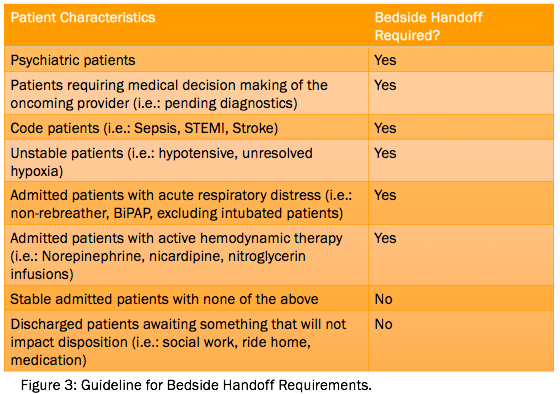 Patient Characteristics
Bedside Handoff
Required?
Psychiatric patients
Yes
Patients requiring medical decision making of the
oncoming provider (i.e.: pending diagnostics)
Yes
Code patients (i.e.: Sepsis, STEMI, Stroke)
Yes
Unstable patients (i.e.: hypotensive, unresolved
hypoxia)
Yes
Admitted patients with acute respiratory distress (i.e.:
non-rebreather, BiPAP, excluding intubated patients)
Yes
Admitted patients with active hemodynamic therapy
(i.e.: Norepinephrine, nicardipine, nitroglycerin
infusions)
Yes
Stable admitted patients with none of the above
No
Discharged patients awaiting something that will not
impact disposition (i.e.: social work, ride home,
medication)
No
Figure 3: Guideline for Bedside Handoff Requirements.